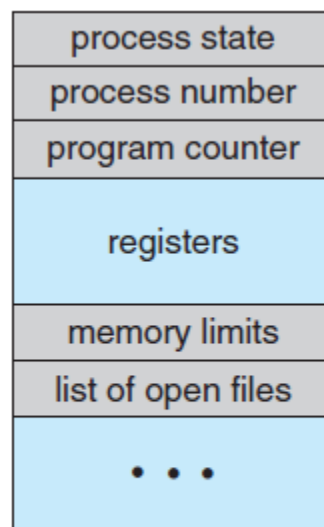 process state
process number
program counter
registers
memory limits
list of open files
• • •